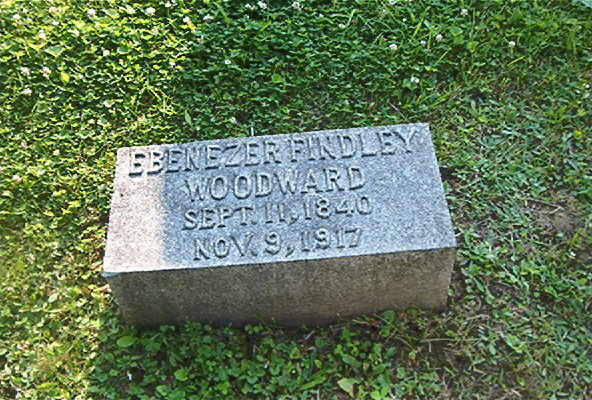 EBENEZER FINDLEY
WOODWARD
SEPT. 11, 1840
NOV. 9, 1917